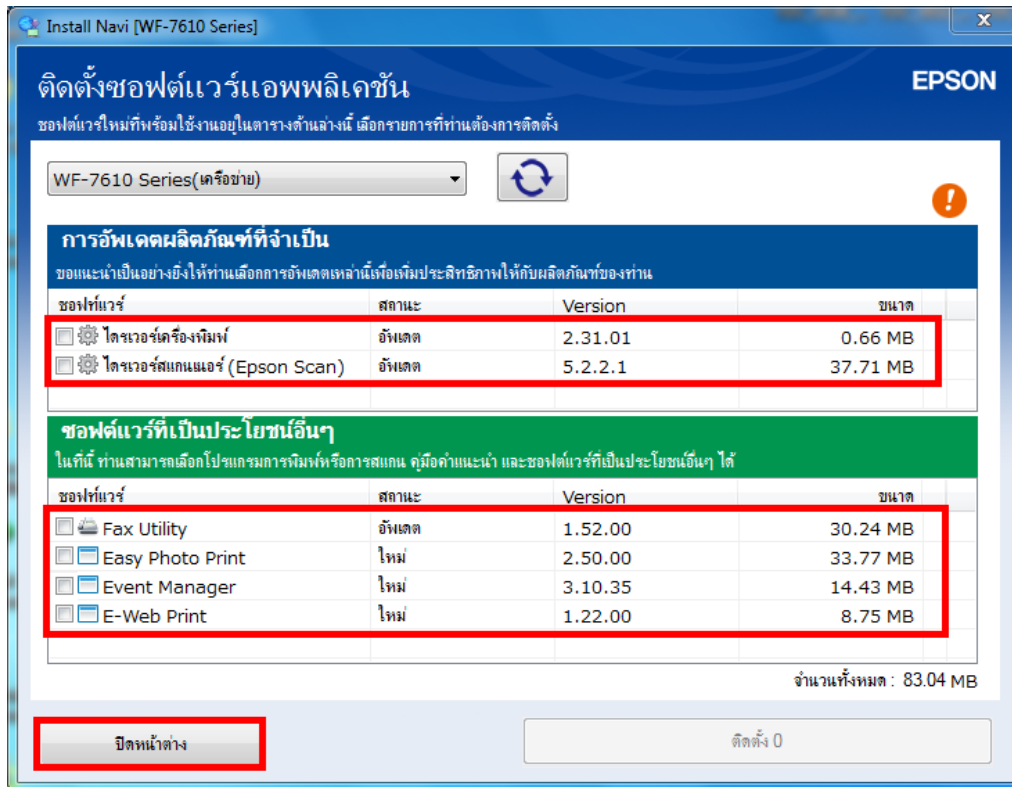 Install Navi [WF-7610 Series]
x
ติดตั้งซอฟต์แวร์แอพพลิเคชัน
EPSON
ซอฟต์แวร์ใหม่ที่พร้อมใช้งานอยู่ในตารางด้านล่างนี้ เลือกรายการที่ท่านต้องการติดตั้ง
WF-7610 Series(เครือข่าย)
!
การอัพเดตผลิตภัณฑ์ที่จำเป็น
ขอแนะนำเป็นอย่างยิ่งให้ท่านเลือกการอัพเดตเหล่านี้เพื่อเพิ่มประสิทธิภาพให้กับผลิตภัณฑ์ของท่าน
ซอฟท์แวร์ สถานะ Version ขนาด
ไดรเวอร์เครื่องพิมพ์ อัพเดต 2.31.01 0.66 MB
ไดรเวอร์สแกนเนอร์ (Epson Scan) อัพเดต 5.2.2.1 37.71 MB
ซอฟต์แวร์ที่เป็นประโยชน์อื่นๆ
ในที่นี้ ท่านสามารถเลือกโปรแกรมการพิมพ์หรือการสแกน คู่มือคำแนะนำ และซอฟต์แวร์ที่เป็นประโยชน์อื่นๆ ได้
ซอฟท์แวร์ สถานะ Version ขนาด
Fax Utility อัพเดต 1.52.00 30.24 MB
Easy Photo Print ใหม่ 2.50.00 33.77 MB
Event Manager ใหม่ 3.10.35 14.43 MB
E-Web Print ใหม่ 1.22.00 8.75 MB
จำนวนทั้งหมด : 83.04 MB
ปิดหน้าต่าง
ติดตั้ง 0